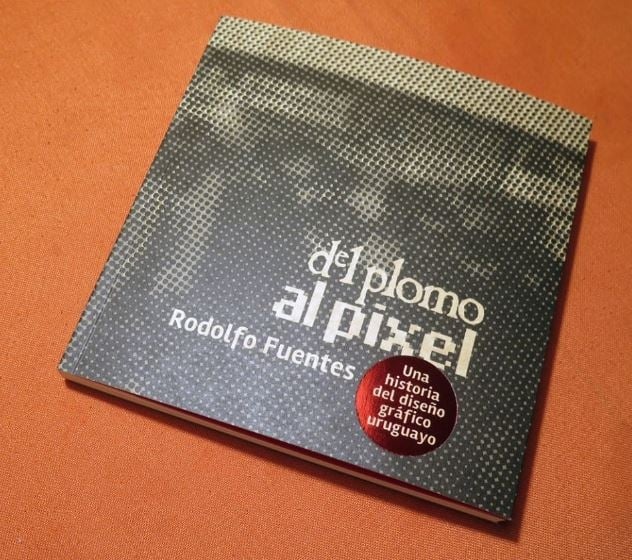 del plomo
al pixel
Rodolfo Fuentes
Una
historia
del diseño
gráfico
uruguayo